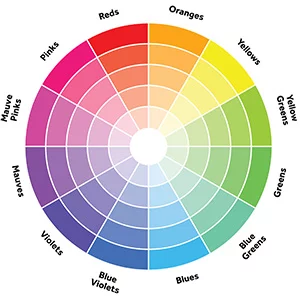 Reds
Oranges
Yellows
Yellow
Greens
Greens
Blue
Greens
Blues
Blue
Violets
Violets
Mauves
Mauve
Pinks
Pinks